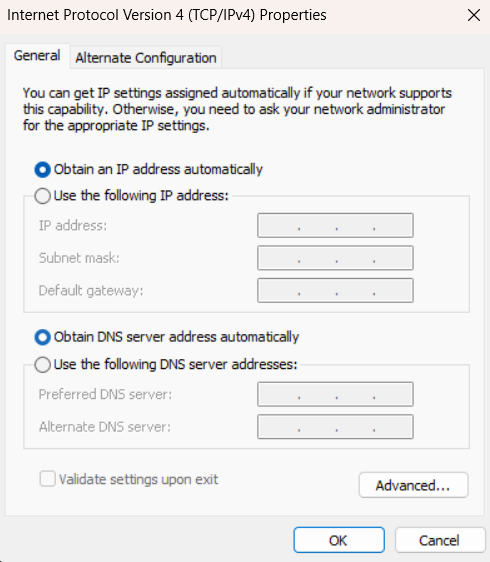 Internet Protocol Version 4 (TCP/IPv4) Properties
General
Alternate Configuration
You can get IP settings assigned automatically if your network supports
this capability. Otherwise, you need to ask your network administrator
for the appropriate IP settings.
Obtain an IP address automatically
Use the following IP address:
IP address:
Subnet mask:
Default gateway:
Obtain DNS server address automatically
Use the following DNS server addresses:
Preferred DNS server:
Alternate DNS server:
Validate settings upon exit
Advanced...
OK
Cancel